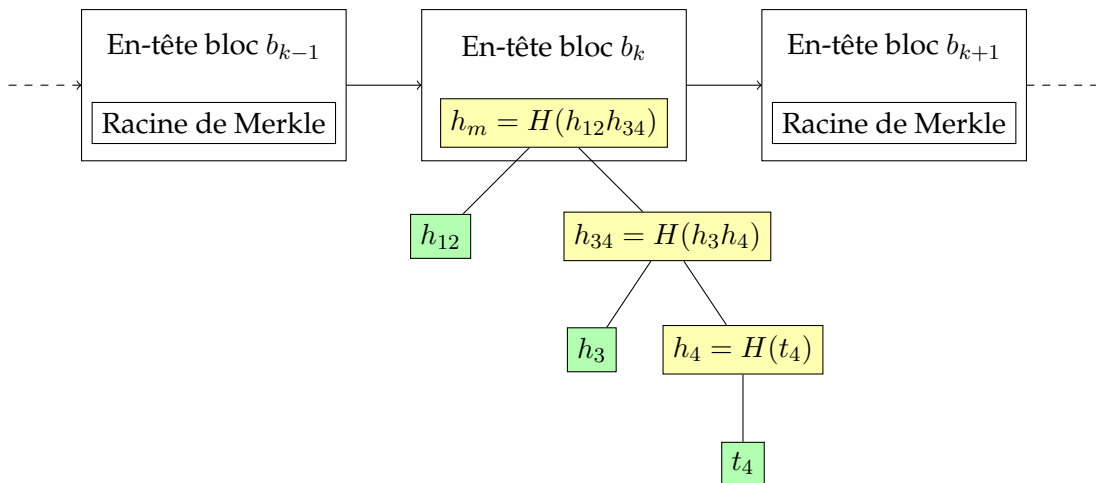 En-tête bloc $b_{k-1}$
En-tête bloc $b_k$
En-tête bloc $b_{k+1}$
Racine de Merkle
$h_m = H(h_{12}h_{34})$
Racine de Merkle
$h_{12}$
$h_{34} = H(h_3h_4)$
$h_3$
$h_4 = H(t_4)$
$t_4$